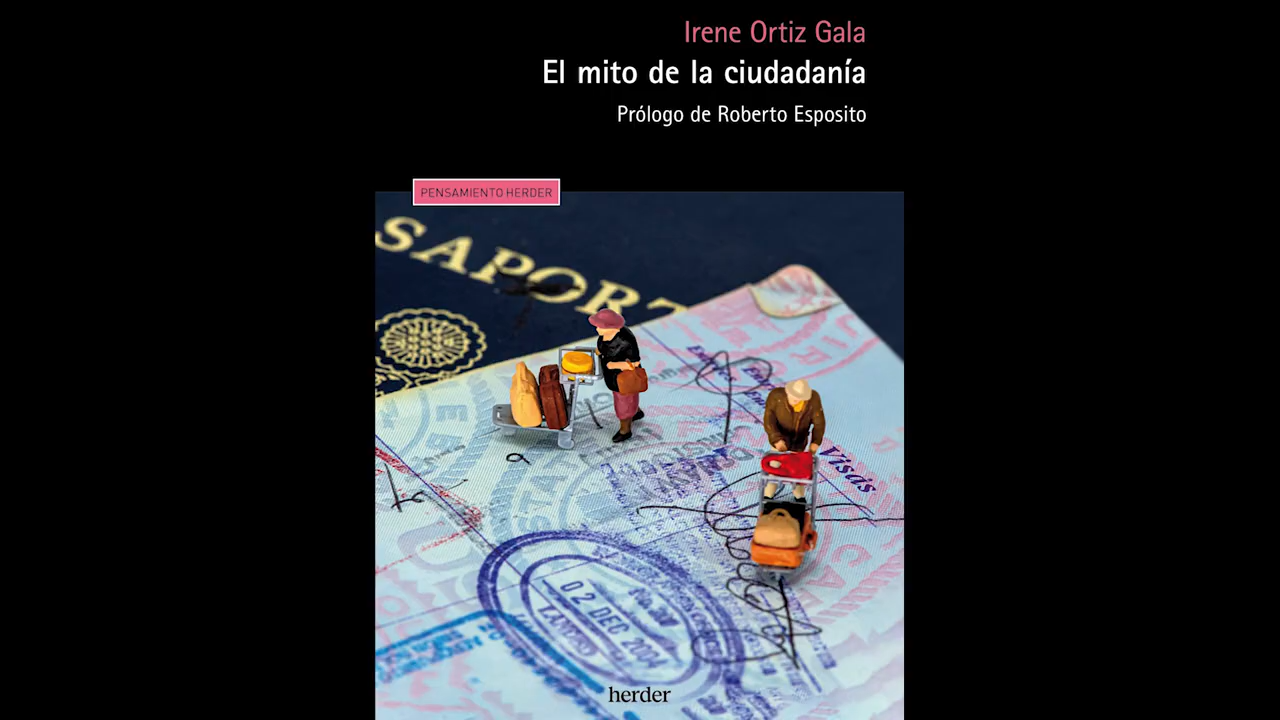 Irene Ortiz Gala
El mito de la ciudadanía
Prólogo de Roberto Esposito
PENSAMIENTO HERDER
SAPORT
Visas
02 DEC 2004
herder